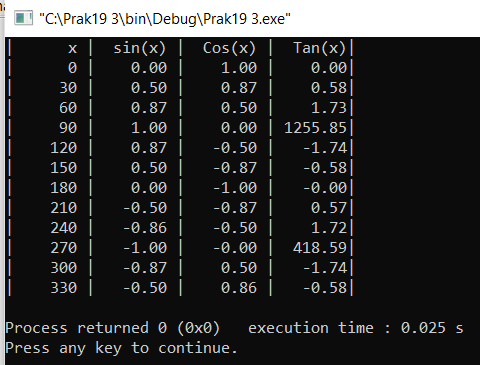 "C:\Prak19 3\bin\Debug\Prak19 3.exe"
|      x |  sin(x) |  Cos(x) |  Tan(x)|
|      0 |    0.00 |    1.00 |    0.00|
|     30 |    0.50 |    0.87 |    0.58|
|     60 |    0.87 |    0.50 |    1.73|
|     90 |    1.00 |    0.00 | 1255.85|
|    120 |    0.87 |   -0.50 |   -1.74|
|    150 |    0.50 |   -0.87 |   -0.58|
|    180 |    0.00 |   -1.00 |   -0.00|
|    210 |   -0.50 |   -0.87 |    0.57|
|    240 |   -0.86 |   -0.50 |    1.72|
|    270 |   -1.00 |   -0.00 |  418.59|
|    300 |   -0.87 |    0.50 |   -1.74|
|    330 |   -0.50 |    0.86 |   -0.58|
Process returned 0 (0x0)   execution time : 0.025 s
Press any key to continue.